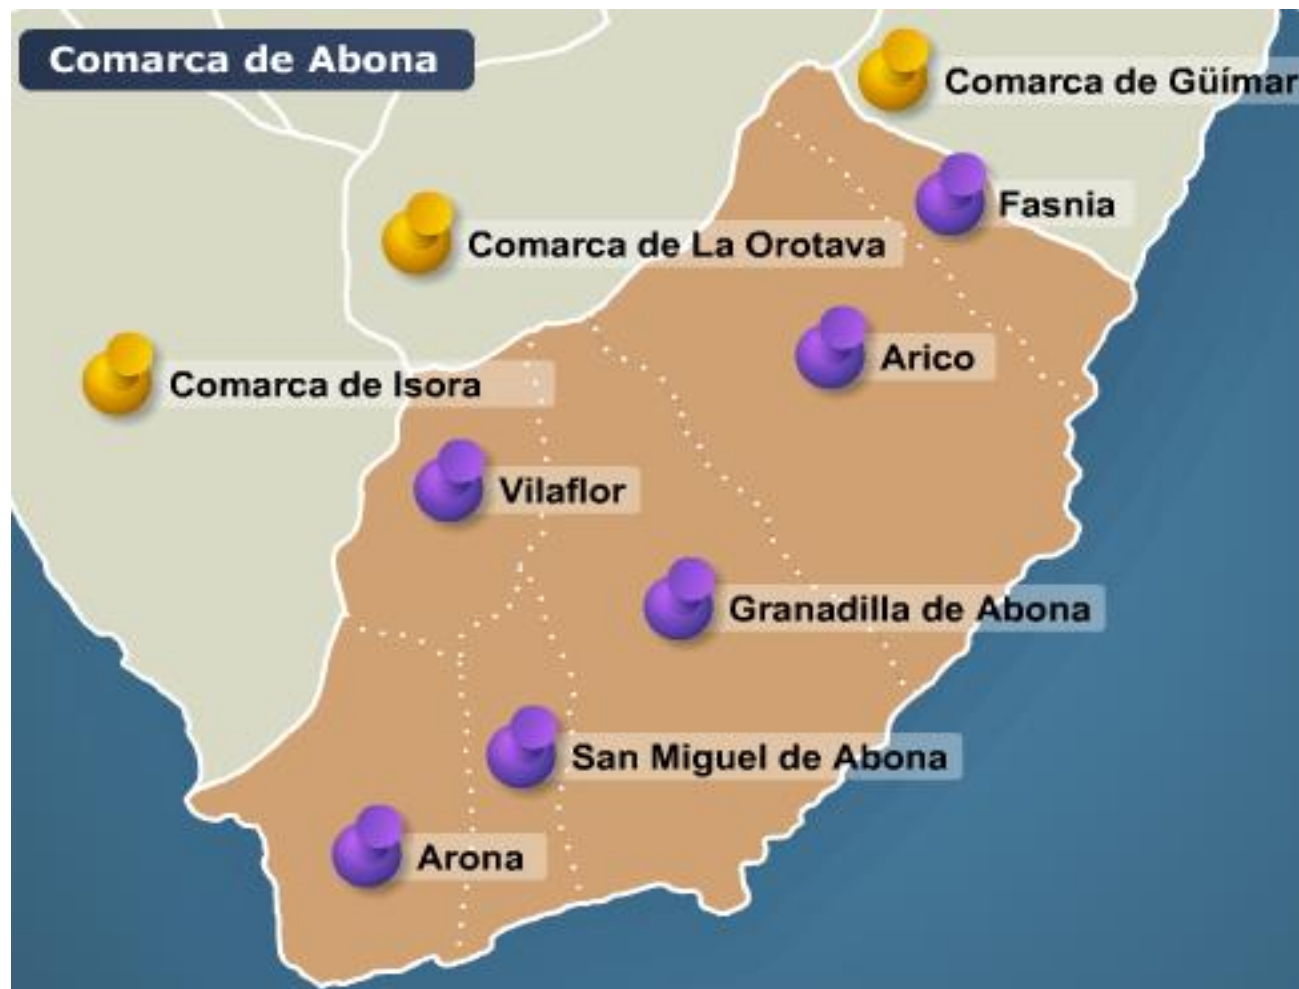 Comarca de Abona
Comarca de Güímar
Fasnia
Comarca de La Orotava
Arico
Comarca de Isora
Vilaflor
Granadilla de Abona
San Miguel de Abona
Arona